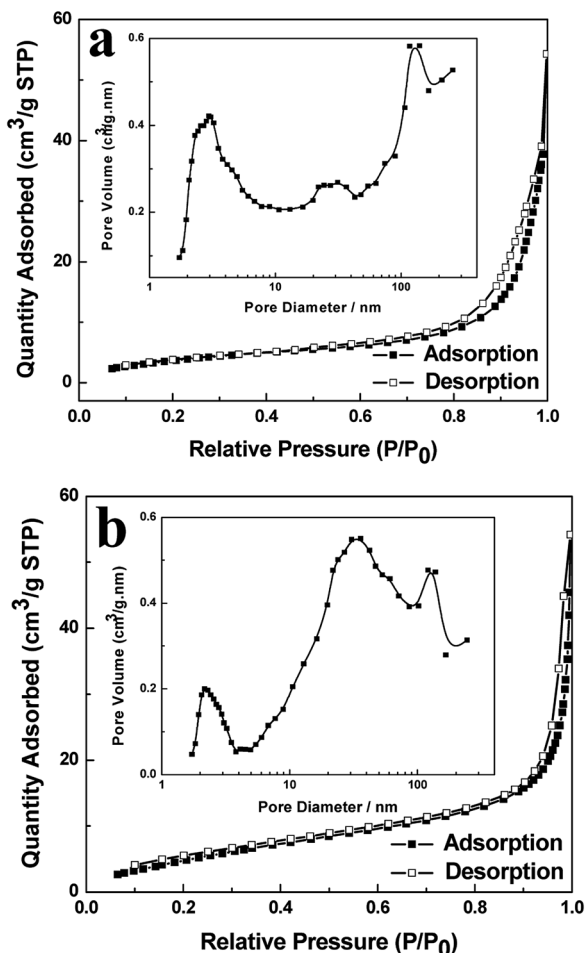 a
60
40
20
0
Quantity Adsorbed (cm3/g STP)
0.6
0.4
0.2
Pore Volume (cm3/g.nm)
1 10 100
Pore Diameter / nm
Adsorption
Desorption
0.0 0.2 0.4 0.6 0.8 1.0
Relative Pressure (P/P0)
b
60
40
20
0
Quantity Adsorbed (cm3/g STP)
0.6
0.4
0.2
0.0
Pore Volume (cm3/g.nm)
1 10 100
Pore Diameter / nm
Adsorption
Desorption
0.0 0.2 0.4 0.6 0.8 1.0
Relative Pressure (P/P0)